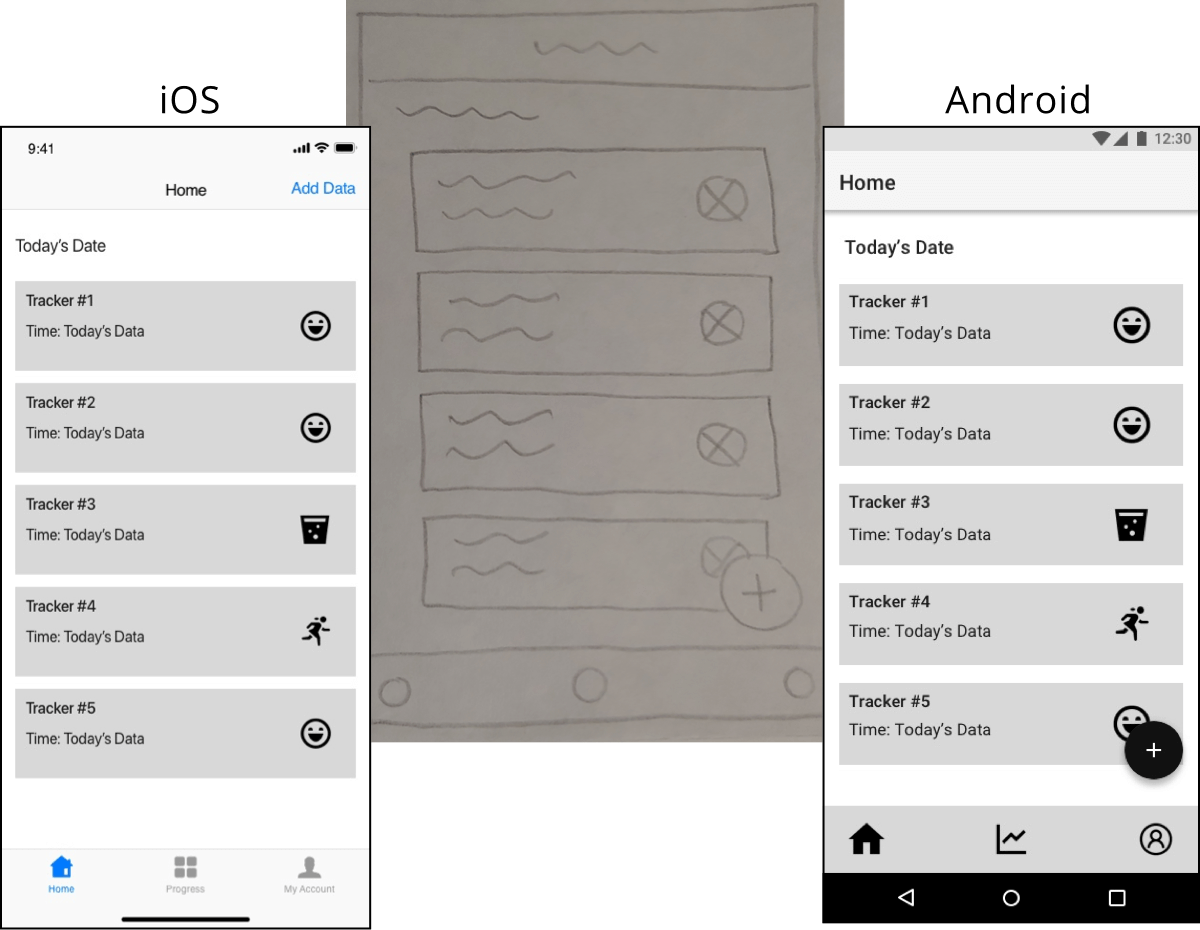 iOS
9:41
Home
Add Data
Today's Date
Tracker #1
Time: Today's Data
Tracker #2
Time: Today's Data
Tracker #3
Time: Today's Data
Tracker #4
Time: Today's Data
Tracker #5
Time: Today's Data
Home
Progress
My Account
Android
12:30
Home
Today's Date
Tracker #1
Time: Today's Data
Tracker #2
Time: Today's Data
Tracker #3
Time: Today's Data
Tracker #4
Time: Today's Data
Tracker #5
Time: Today's Data